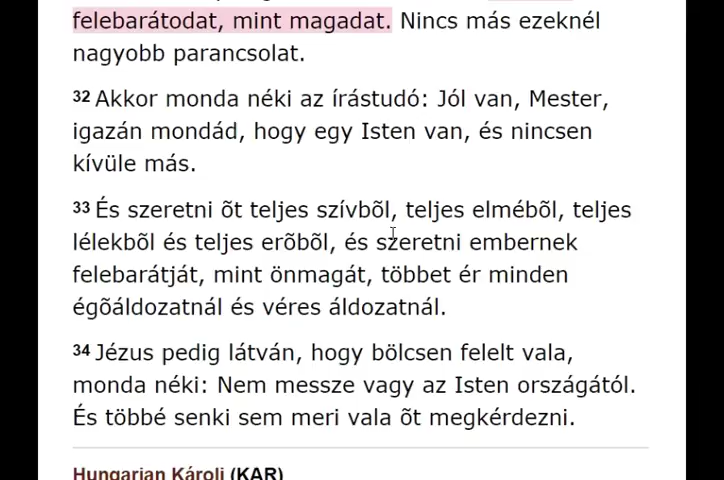 felebarátodat, mint magadat. Nincs más ezeknél
nagyobb parancsolat.
32 Akkor monda néki az írástudó: Jól van, Mester,
igazán mondád, hogy egy Isten van, és nincsen
kívüle más.
33 És szeretni õt teljes szívbõl, teljes elmébõl, teljes
lélekbõl és teljes erõbõl, és szeretni embernek
felebarátját, mint önmagát, többet ér minden
égõáldozatnál és véres áldozatnál.
34 Jézus pedig látván, hogy bölcsen felelt vala,
monda néki: Nem messze vagy az Isten országától.
És többé senki sem meri vala õt megkérdezni.
Hungarian Károli (KAR)